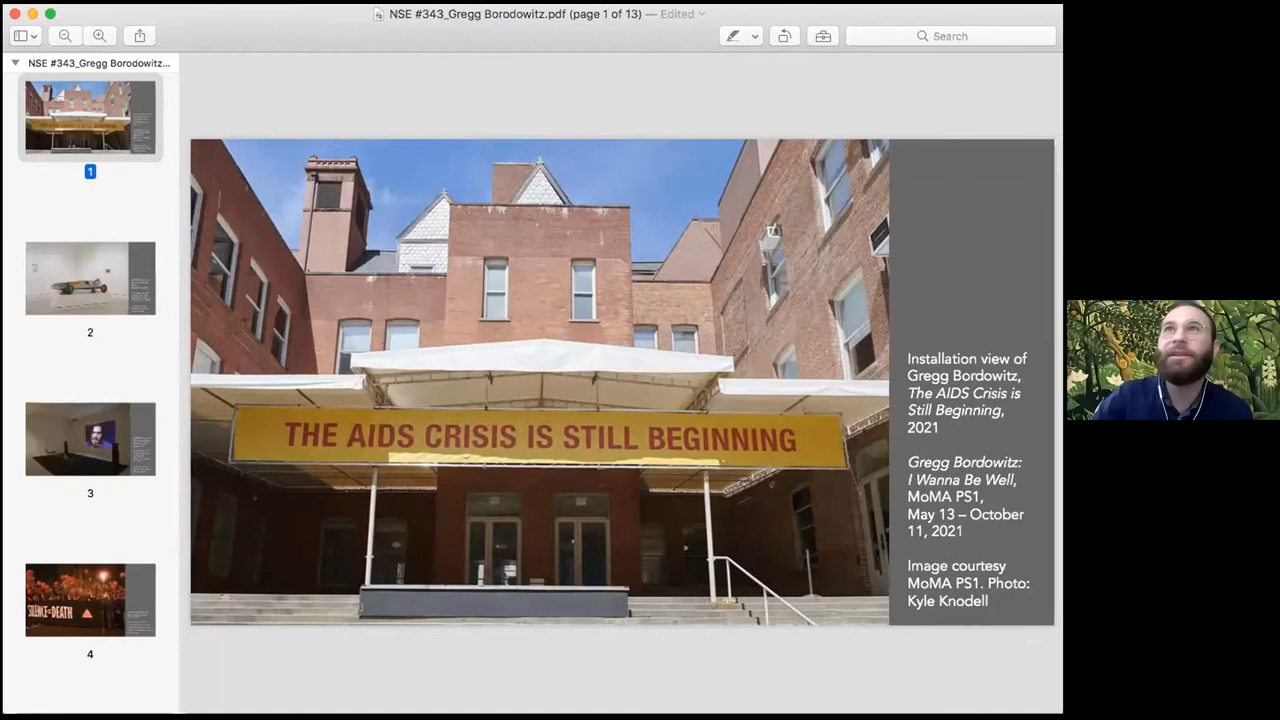 NSE #343_Gregg Borodowitz.pdf (page 1 of 13) — Edited
Search
NSE #343_Gregg Borodowitz...
1
2
3
SILENCE=DEATH
4
THE AIDS CRISIS IS STILL BEGINNING
Installation view of
Gregg Bordowitz,
The AIDS Crisis is
Still Beginning,
2021
Gregg Bordowitz:
I Wanna Be Well,
MoMA PS1,
May 13 – October
11, 2021
Image courtesy
MoMA PS1. Photo:
Kyle Knodell